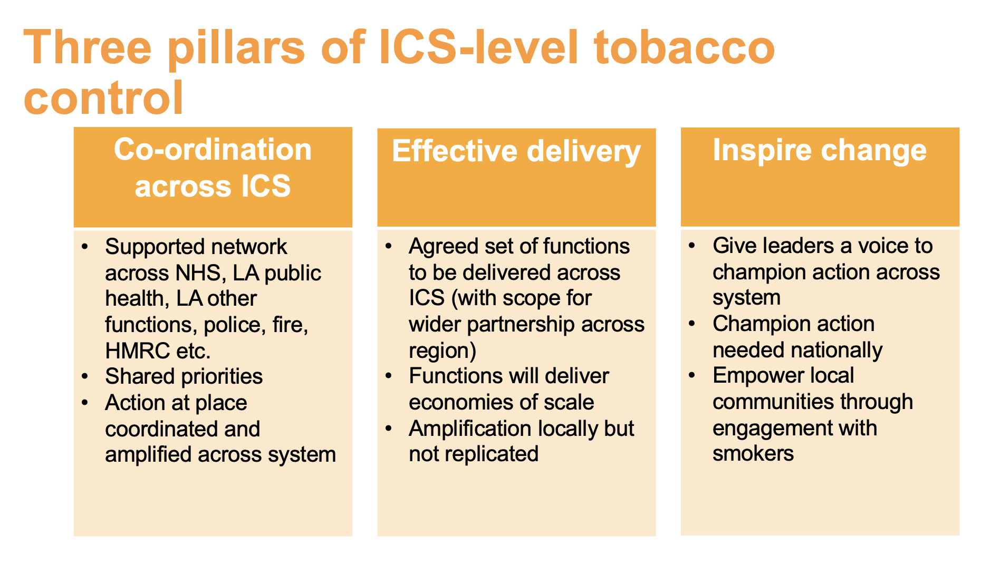 Three pillars of ICS-level tobacco
control
Co-ordination
across ICS
• Supported network
across NHS, LA public
health, LA other
functions, police, fire,
HMRC etc.
• Shared priorities
• Action at place
coordinated and
amplified across system
Effective delivery
• Agreed set of functions
to be delivered across
ICS (with scope for
wider partnership across
region)
• Functions will deliver
economies of scale
• Amplification locally but
not replicated
Inspire change
• Give leaders a voice to
champion action across
system
• Champion action
needed nationally
• Empower local
communities through
engagement with
smokers